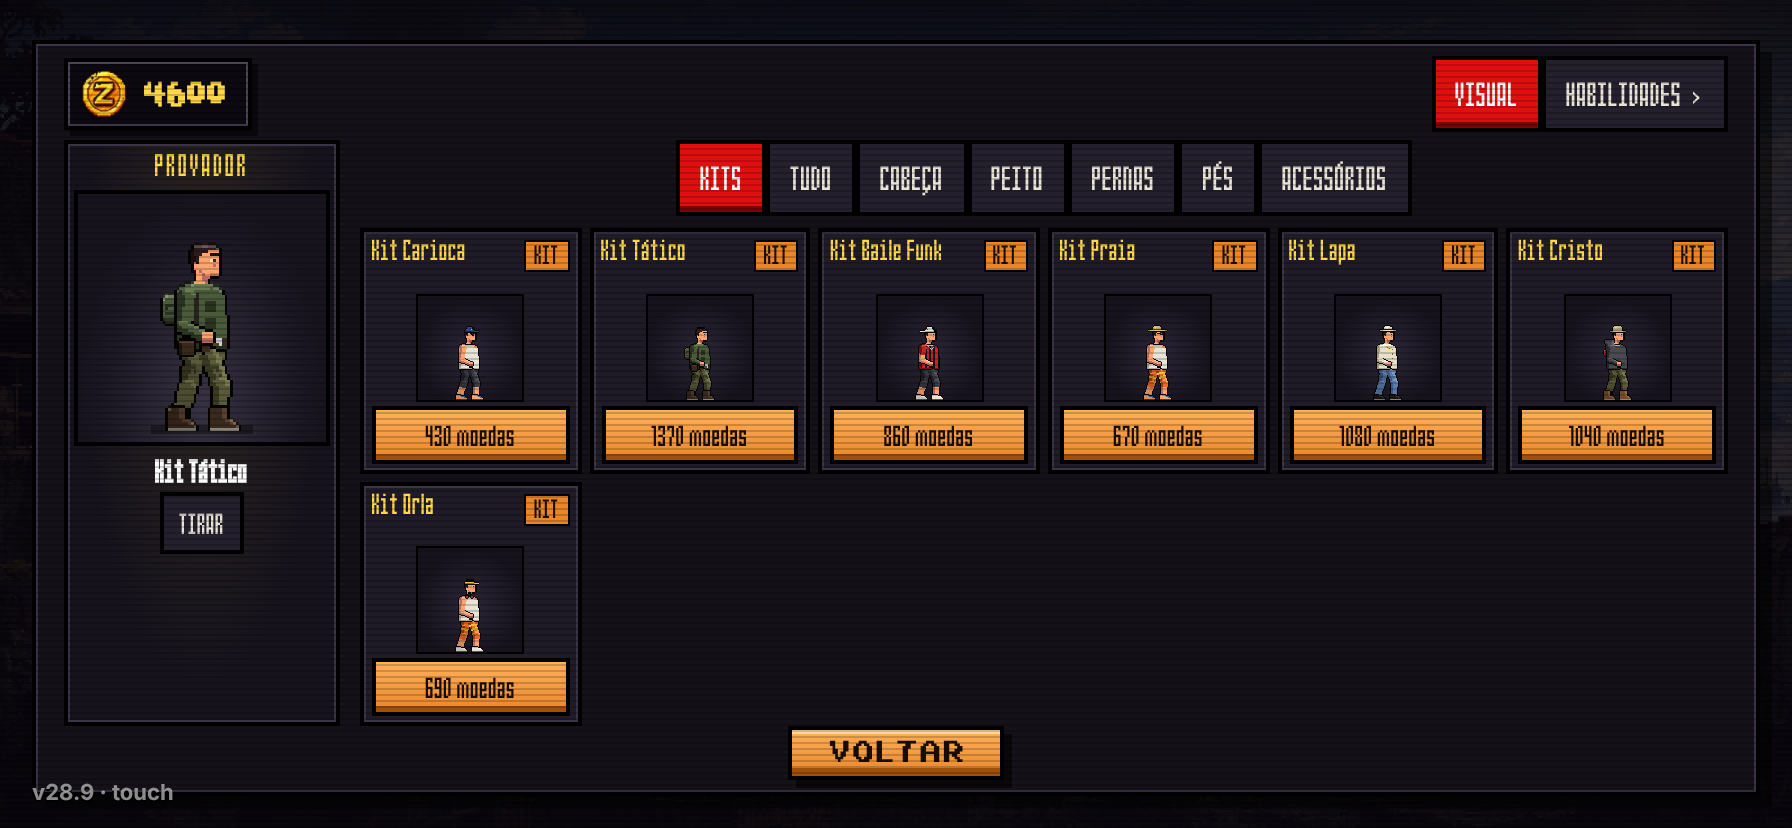 4600
VISUAL
HABILIDADES ›
PROVADOR
KITS
TUDO
CABEÇA
PEITO
PERNAS
PÉS
ACESSÓRIOS
Kit Carioca
KIT
430 moedas
Kit Tático
KIT
1370 moedas
Kit Baile Funk
KIT
860 moedas
Kit Praia
KIT
670 moedas
Kit Lapa
KIT
1080 moedas
Kit Cristo
KIT
1040 moedas
Kit Tático
TIRAR
Kit Orla
KIT
690 moedas
VOLTAR
v28.9 · touch